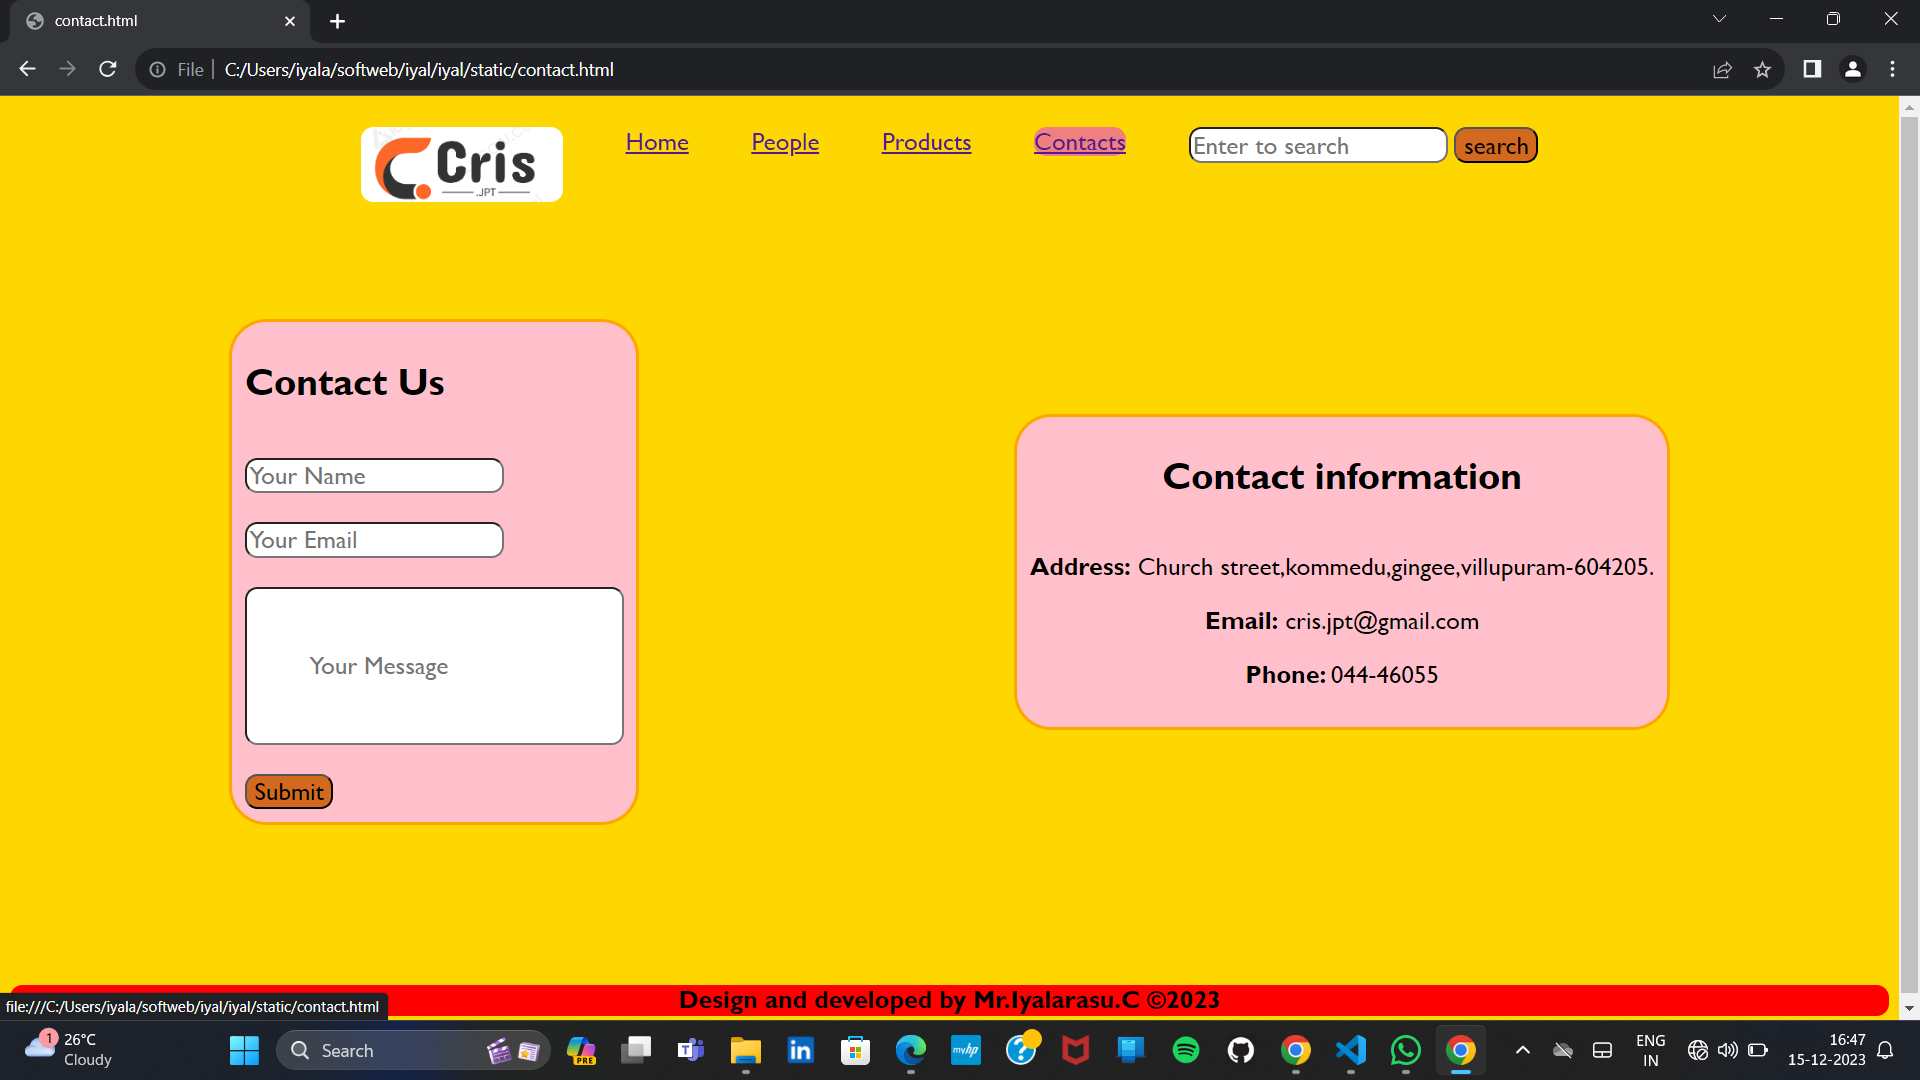 contact.html
File
C:/Users/iyala/softweb/iyal/iyal/static/contact.html
Cris
.JPT
Home
People
Products
Contacts
Enter to search
search
Contact Us
Your Name
Your Email
Your Message
Submit
Contact information
Address: Church street,kommedu,gingee,villupuram-604205.
Email: cris.jpt@gmail.com
Phone: 044-46055
Design and developed by Mr.Iyalarasu.C ©2023
file:///C:/Users/iyala/softweb/iyal/iyal/static/contact.html
1
26°C
Cloudy
Search
PRE
myhp
ENG
IN
16:47
15-12-2023